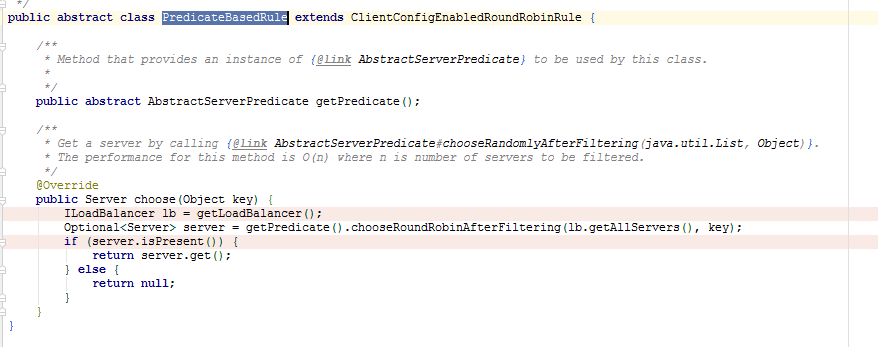 */
public abstract class PredicateBasedRule extends ClientConfigEnabledRoundRobinRule {
/**
* Method that provides an instance of {@link AbstractServerPredicate} to be used by this class.
*
*/
public abstract AbstractServerPredicate getPredicate();
/**
* Get a server by calling {@link AbstractServerPredicate#chooseRandomlyAfterFiltering(java.util.List, Object)}.
* The performance for this method is O(n) where n is number of servers to be filtered.
*/
@Override
public Server choose(Object key) {
ILoadBalancer lb = getLoadBalancer();
Optional<Server> server = getPredicate().chooseRoundRobinAfterFiltering(lb.getAllServers(), key);
if (server.isPresent()) {
return server.get();
} else {
return null;
}
}
}